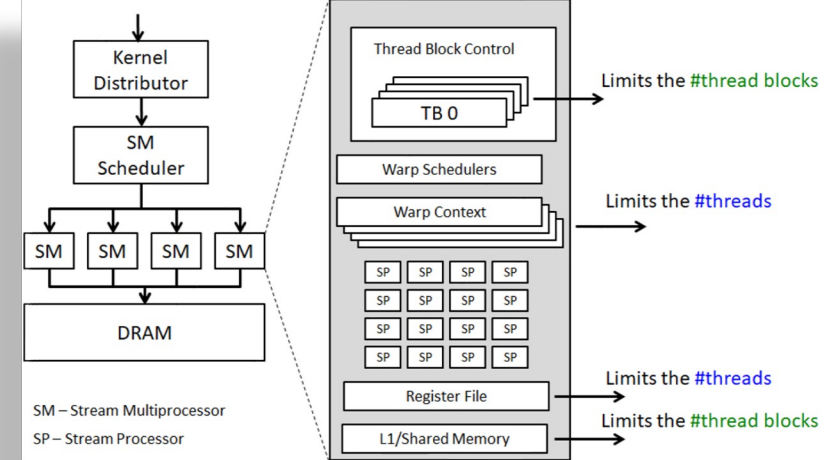 Kernel
Distributor
SM
Scheduler
SM SM SM SM
DRAM
SM – Stream Multiprocessor
SP – Stream Processor
Thread Block Control
TB 0
Warp Schedulers
Warp Context
SP SP SP SP
SP SP SP SP
SP SP SP SP
SP SP SP SP
Register File
L1/Shared Memory
Limits the #thread blocks
Limits the #threads
Limits the #threads
Limits the #thread blocks